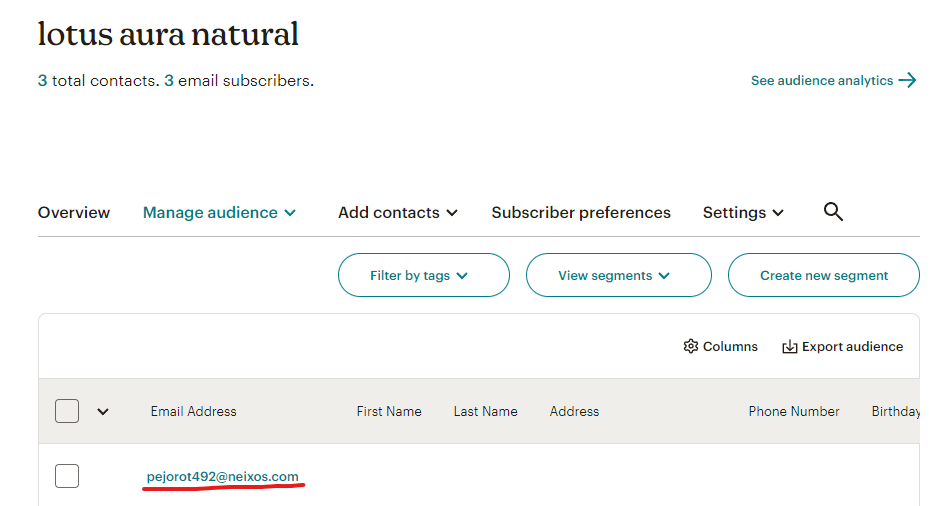 lotus aura natural
3 total contacts. 3 email subscribers.
See audience analytics
Overview Manage audience Add contacts Subscriber preferences Settings
Filter by tags View segments Create new segment
Columns Export audience
Email Address First Name Last Name Address Phone Number Birthday
pejorot492@neixos.com